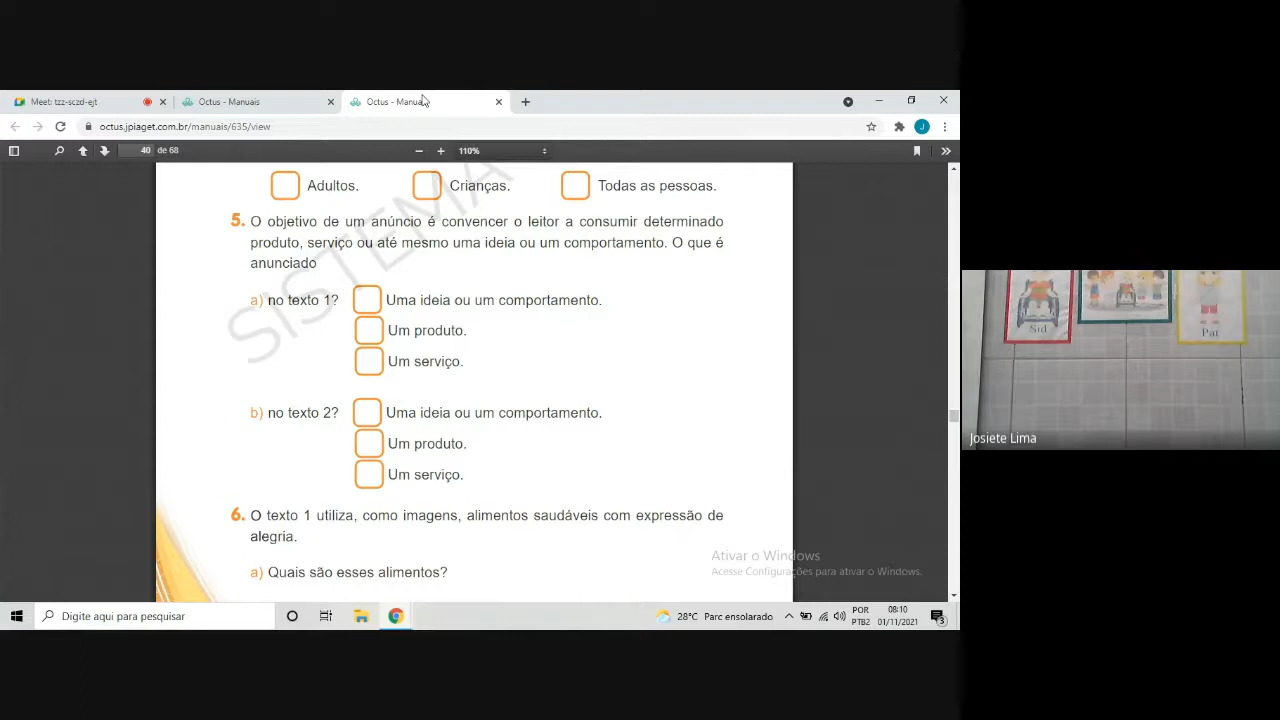 Meet: tzz-sczd-ejt
Octus - Manuais
Octus - Manuais
octus.jpiaget.com.br/manuais/635/view
40 de 68
110%
Adultos. Crianças. Todas as pessoas.
5. O objetivo de um anúncio é convencer o leitor a consumir determinado
produto, serviço ou até mesmo uma ideia ou um comportamento. O que é
anunciado
a) no texto 1? Uma ideia ou um comportamento.
Um produto.
Um serviço.
b) no texto 2? Uma ideia ou um comportamento.
Um produto.
Um serviço.
6. O texto 1 utiliza, como imagens, alimentos saudáveis com expressão de
alegria.
a) Quais são esses alimentos?
SISTEMA
Ativar o Windows
Acesse Configurações para ativar o Windows.
Digite aqui para pesquisar
28°C Parc ensolarado
POR
PTB2
08:10
01/11/2021
3
J
Sid
Pat
Josiete Lima